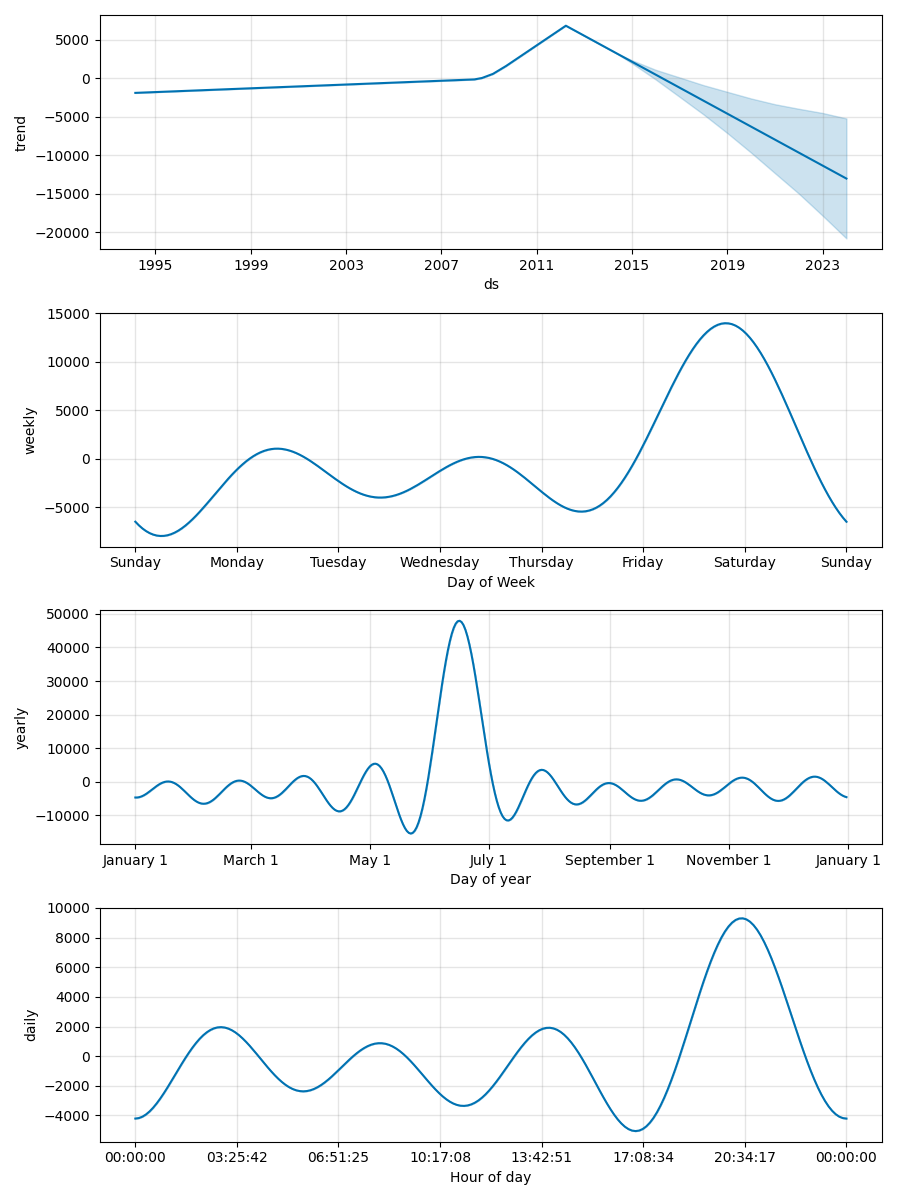 5000
0
−5000
−10000
−15000
−20000
trend
1995 1999 2003 2007 2011 2015 2019 2023
ds
15000
10000
5000
0
−5000
weekly
Sunday Monday Tuesday Wednesday Thursday Friday Saturday Sunday
Day of Week
50000
40000
30000
20000
10000
0
−10000
yearly
January 1 March 1 May 1 July 1 September 1 November 1 January 1
Day of year
10000
8000
6000
4000
2000
0
−2000
−4000
daily
00:00:00 03:25:42 06:51:25 10:17:08 13:42:51 17:08:34 20:34:17 00:00:00
Hour of day